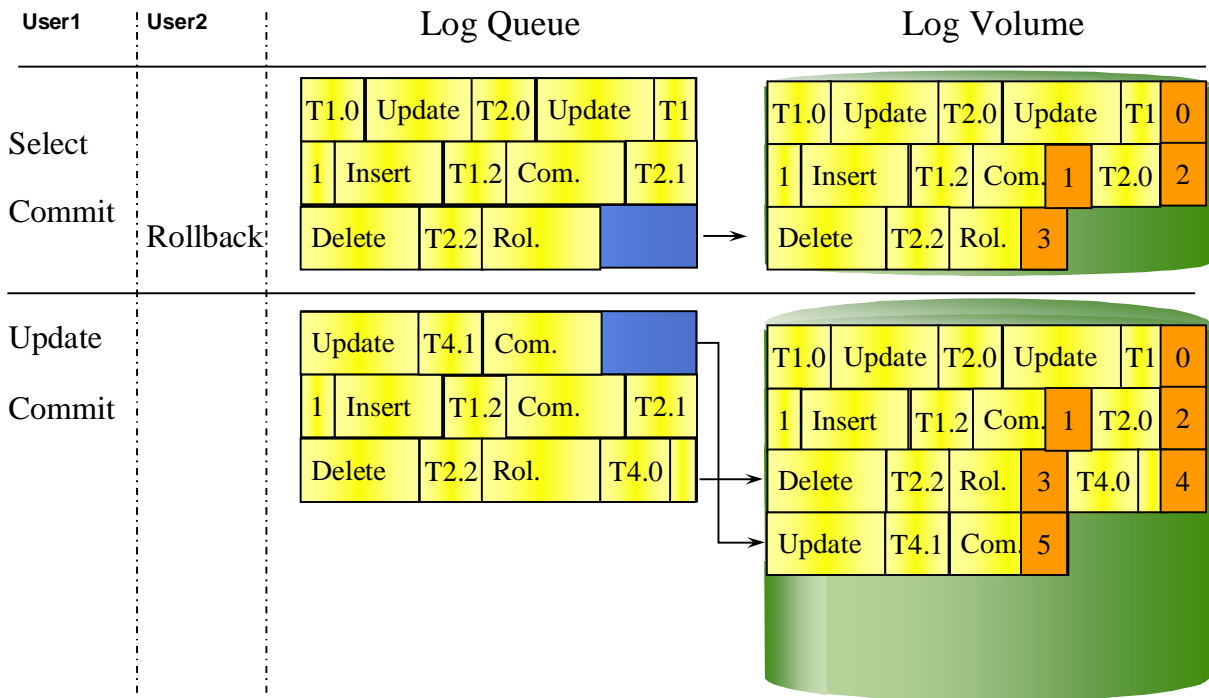 User1 User2 Log Queue Log Volume
T1.0 Update T2.0 Update T1 T1.0 Update T2.0 Update T1 0
Select
1 Insert T1.2 Com. T2.1 1 Insert T1.2 Com. 1 T2.0 2
Commit
Rollback Delete T2.2 Rol. Delete T2.2 Rol. 3
Update Update T4.1 Com. T1.0 Update T2.0 Update T1 0
Commit 1 Insert T1.2 Com. T2.1 1 Insert T1.2 Com. 1 T2.0 2
Delete T2.2 Rol. T4.0 Delete T2.2 Rol. 3 T4.0 4
Update T4.1 Com. 5